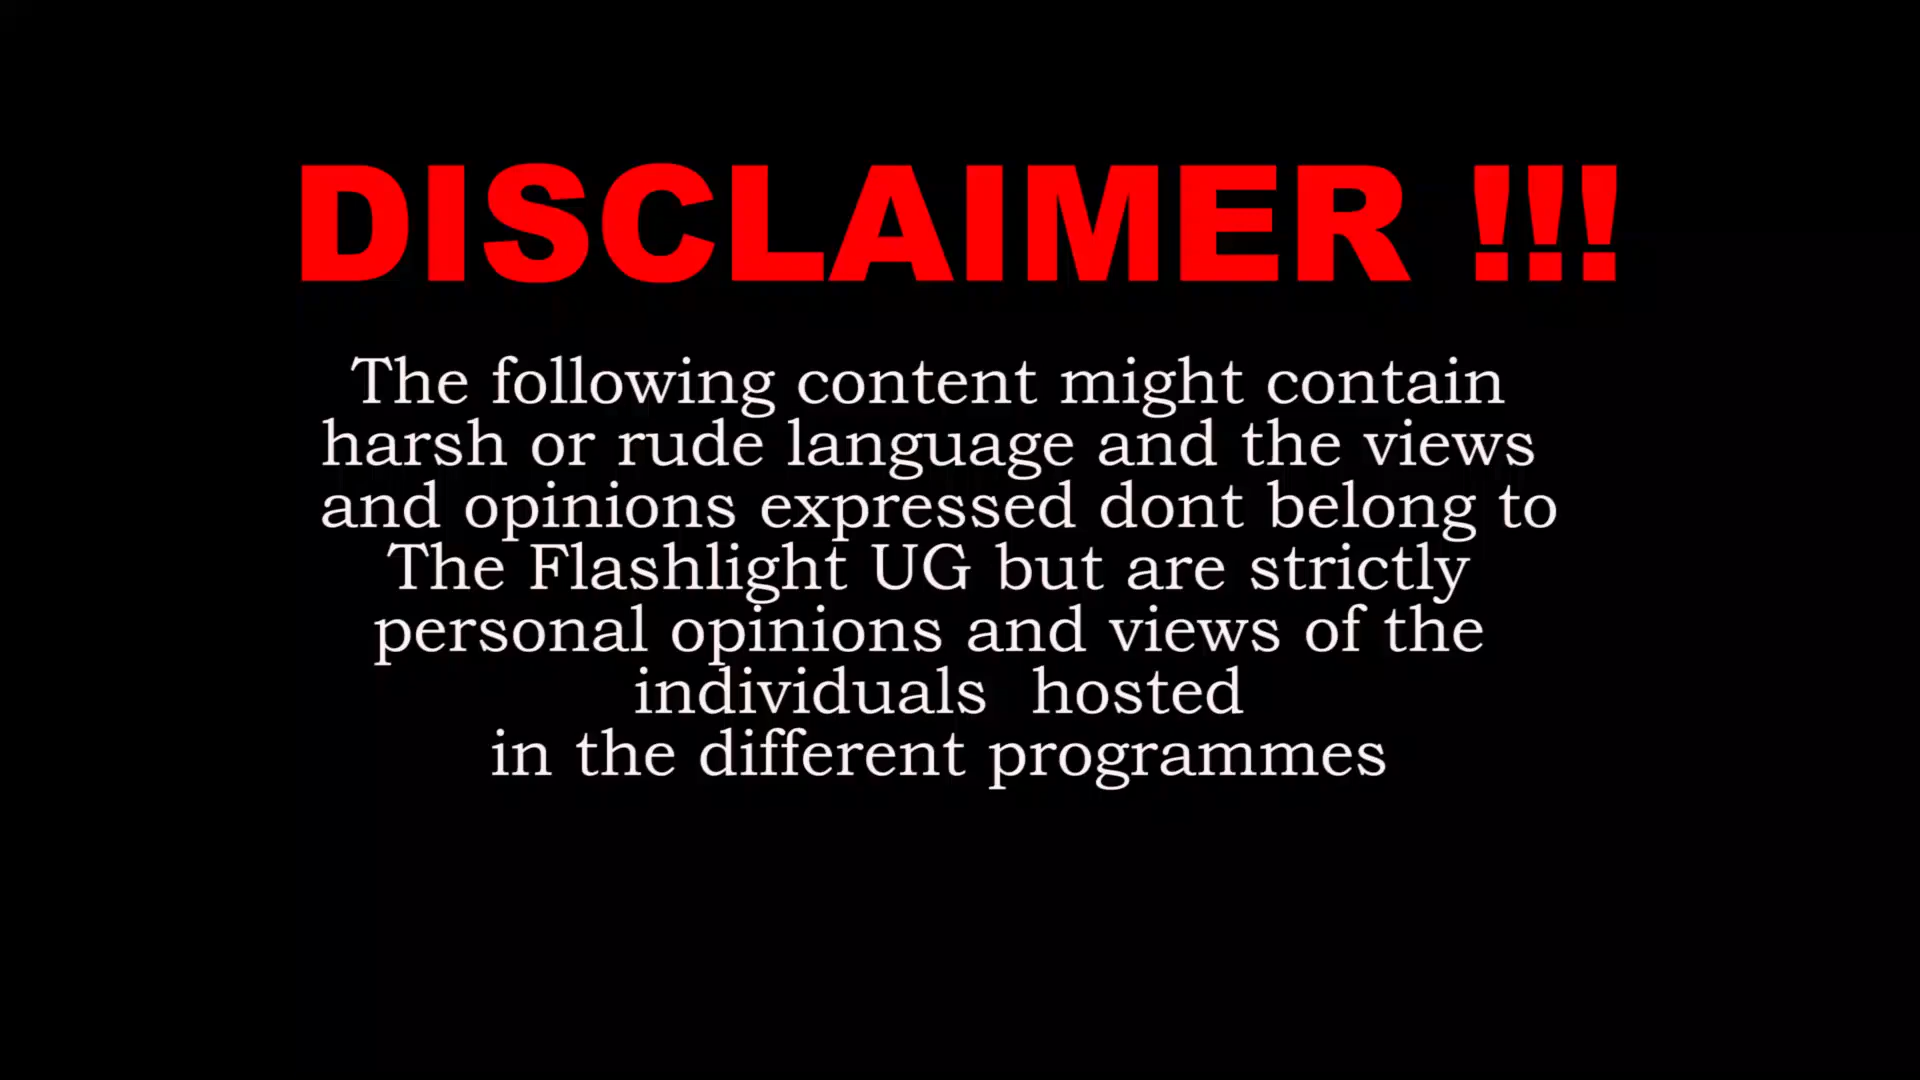 DISCLAIMER !!!
The following content might contain
harsh or rude language and the views
and opinions expressed dont belong to
The Flashlight UG but are strictly
personal opinions and views of the
individuals  hosted
in the different programmes